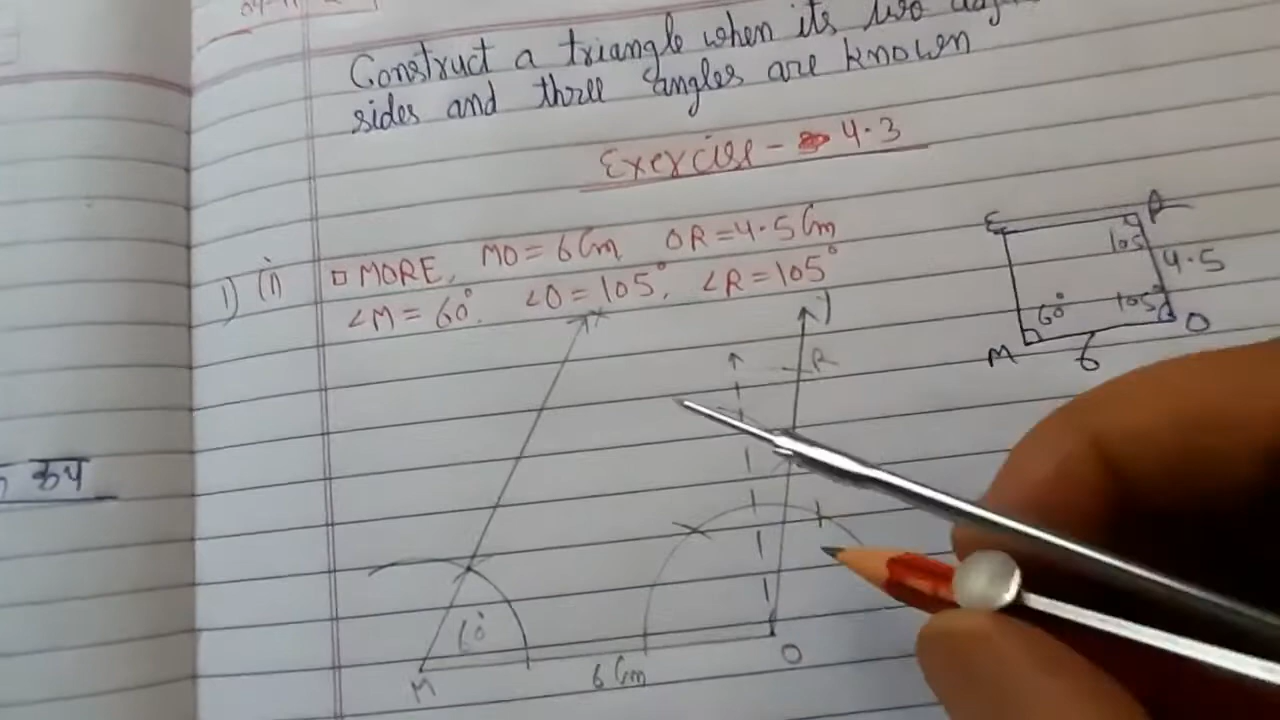 Construct a triangle when its two
sides and three angles are known
Exercise - 4.3
1) (i) □ MORE, MO = 6 Cm OR = 4.5 Cm
∠M = 60° ∠O = 105°, ∠R = 105°
E R
105
4.5
60° 105°
M 6 O
R
60°
M 6 Cm O